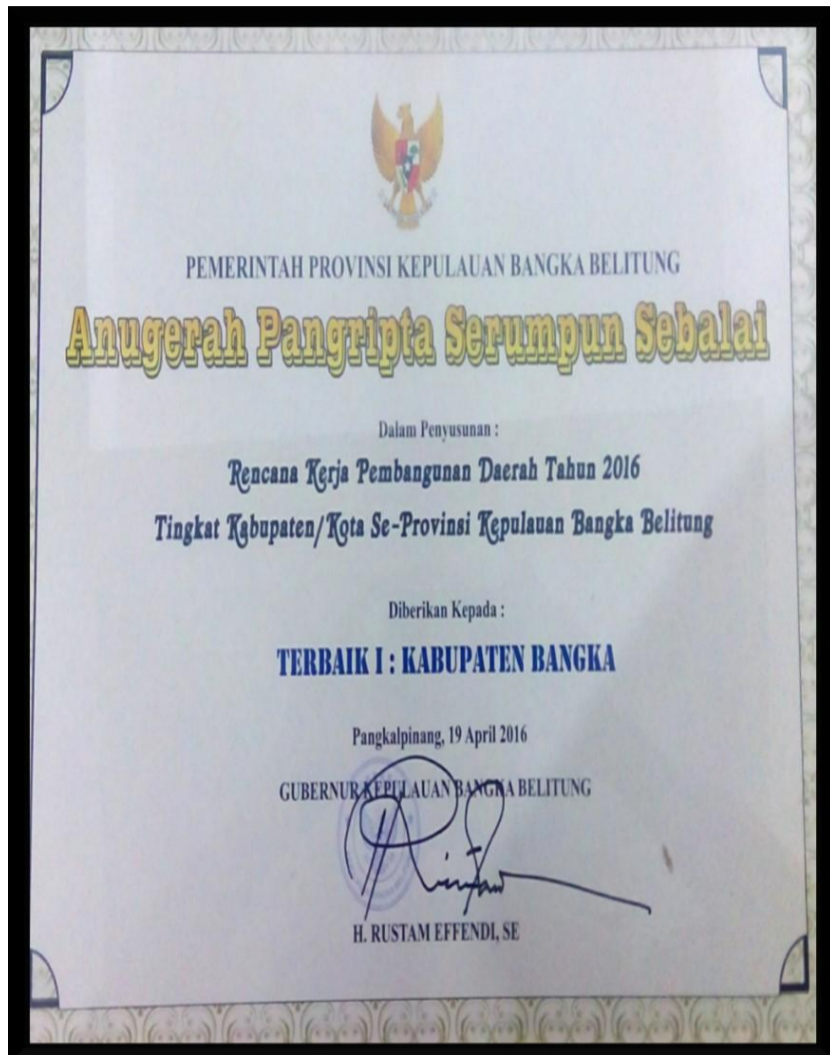 PEMERINTAH PROVINSI KEPULAUAN BANGKA BELITUNG
Anugerah Pangripta Serumpun Sebalai
Dalam Penyusunan :
Rencana Kerja Pembangunan Daerah Tahun 2016
Tingkat Kabupaten/Kota Se-Provinsi Kepulauan Bangka Belitung
Diberikan Kepada :
TERBAIK I : KABUPATEN BANGKA
Pangkalpinang, 19 April 2016
GUBERNUR KEPULAUAN BANGKA BELITUNG
H. RUSTAM EFFENDI, SE